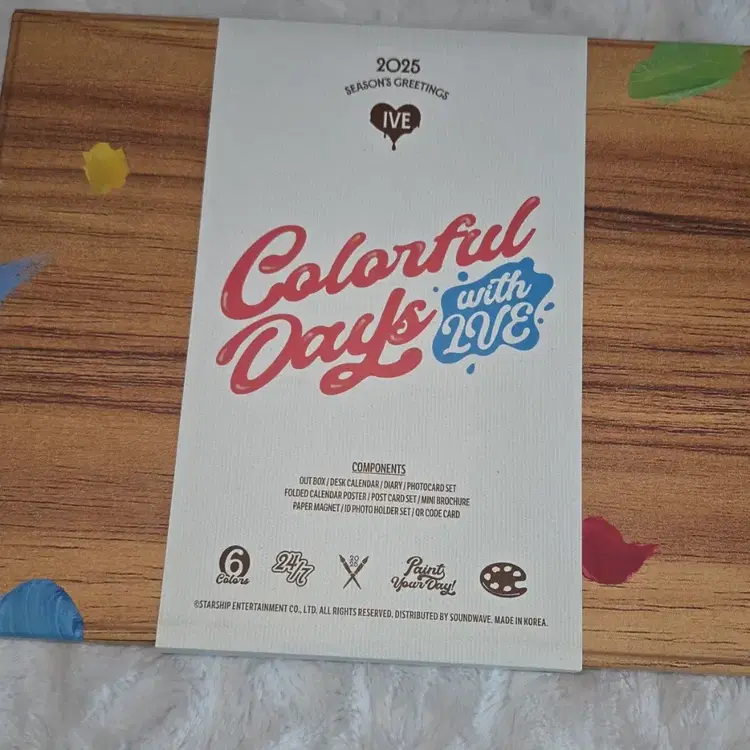 2025
SEASON'S GREETINGS
IVE
Colorful
Days
with
IVE
COMPONENTS
OUT BOX / DESK CALENDAR / DIARY / PHOTOCARD SET
FOLDED CALENDAR POSTER / POST CARD SET / MINI BROCHURE
PAPER MAGNET / ID PHOTO HOLDER SET / QR CODE CARD
6
Colors
24/7
20
25
Paint
Your Day!
©STARSHIP ENTERTAINMENT CO., LTD. ALL RIGHTS RESERVED. DISTRIBUTED BY SOUNDWAVE. MADE IN KOREA.